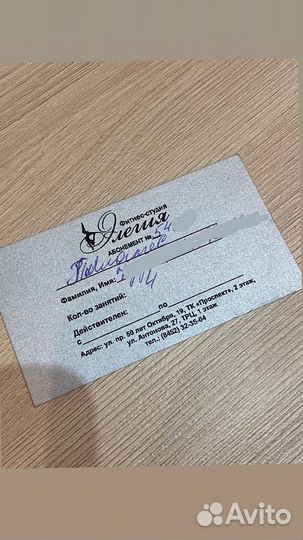 Фитнес-студия
Элегия
АБОНЕМЕНТ № 54
Фамилия, Имя:
Кол-во занятий:
Действителен:
с по
Адрес: ул. пр. 50 лет Октября, 19, ТК «Проспект», 2 этаж,
ул. Антонова, 27, ТРЦ, 1 этаж
тел.: (8452) 32-35-04
Avito